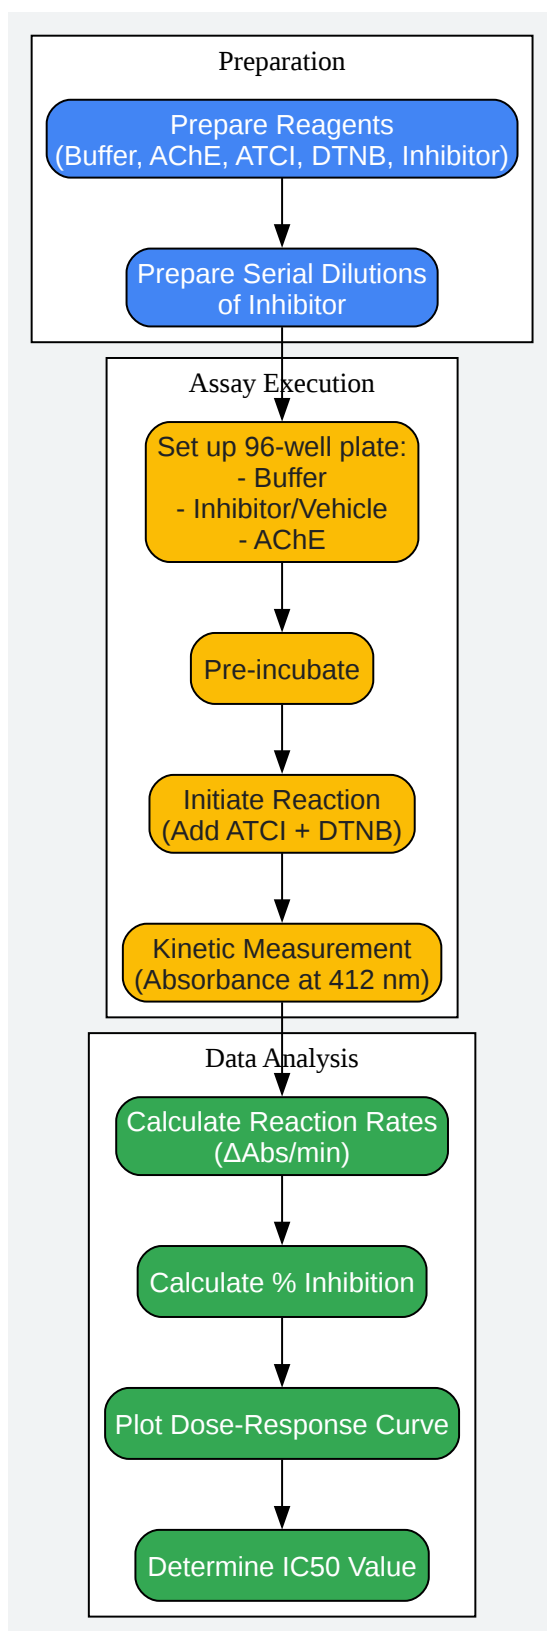 Preparation
Prepare Reagents
(Buffer, AChE, ATCI, DTNB, Inhibitor)
Prepare Serial Dilutions
of Inhibitor
Assay Execution
Set up 96-well plate:
- Buffer
- Inhibitor/Vehicle
- AChE
Pre-incubate
Initiate Reaction
(Add ATCI + DTNB)
Kinetic Measurement
(Absorbance at 412 nm)
Data Analysis
Calculate Reaction Rates
(ΔAbs/min)
Calculate % Inhibition
Plot Dose-Response Curve
Determine IC50 Value